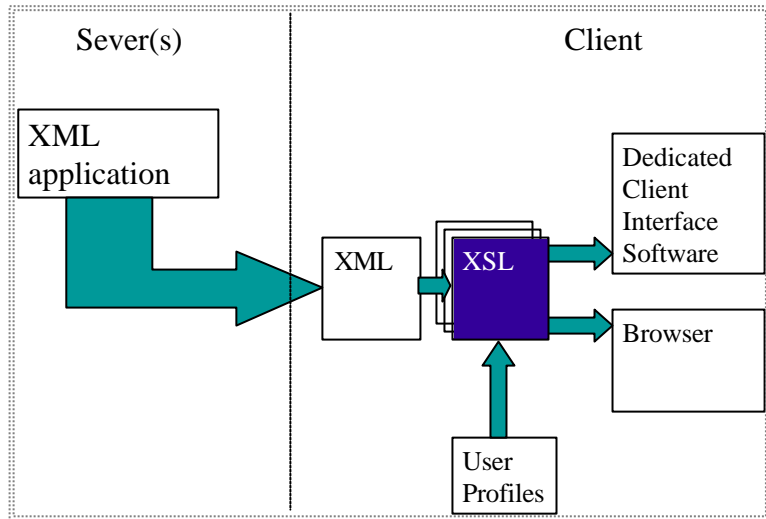 Sever(s)
Client
XML
application
XML
XSL
Dedicated
Client
Interface
Software
Browser
User
Profiles